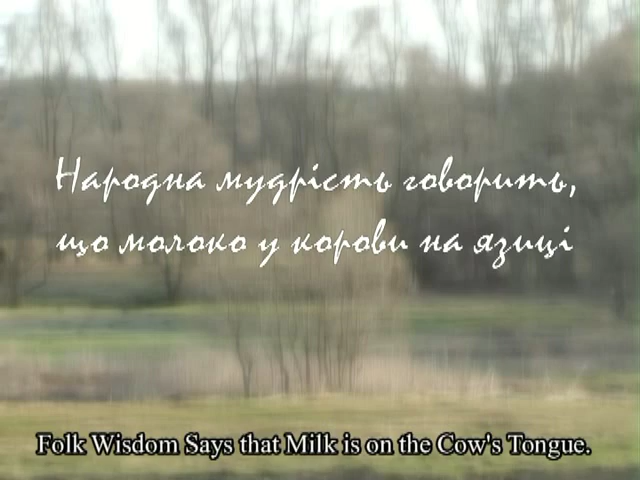 Народна мудрість говорить,
що молоко у корови на язиці
Folk Wisdom Says that Milk is on the Cow's Tongue.